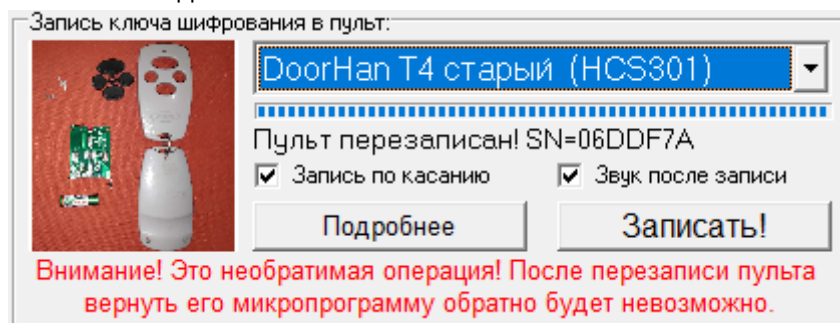 Запись ключа шифрования в пульт:
DoorHan T4 старый (HCS301)
Пульт перезаписан! SN=06DDF7A
Запись по касанию
Звук после записи
Подробнее
Записать!
Внимание! Это необратимая операция! После перезаписи пульта
вернуть его микропрограмму обратно будет невозможно.